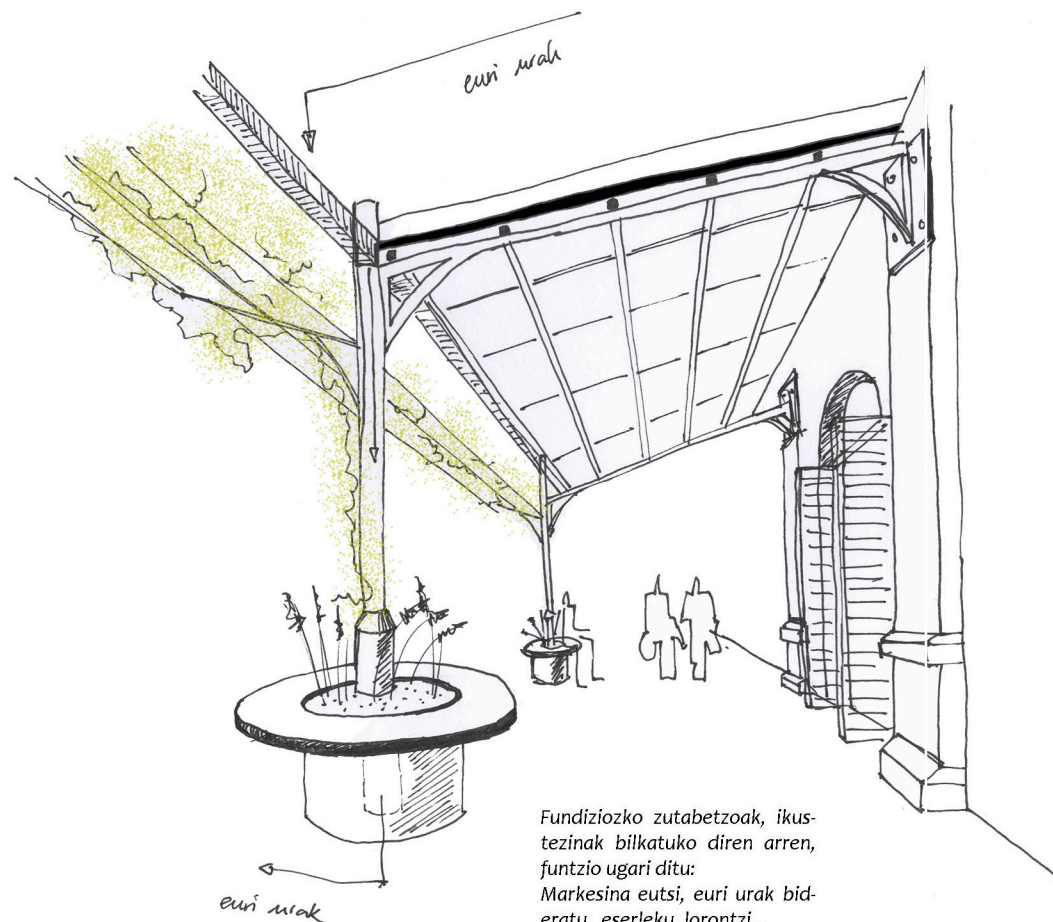 euri urak
Fundiziozko zutabetzoak, ikus-
tezinak bilkatuko diren arren,
funtzio ugari ditu:
Markesina eutsi, euri urak bid-
eratu, eserleku, lorontzi...
euri urak